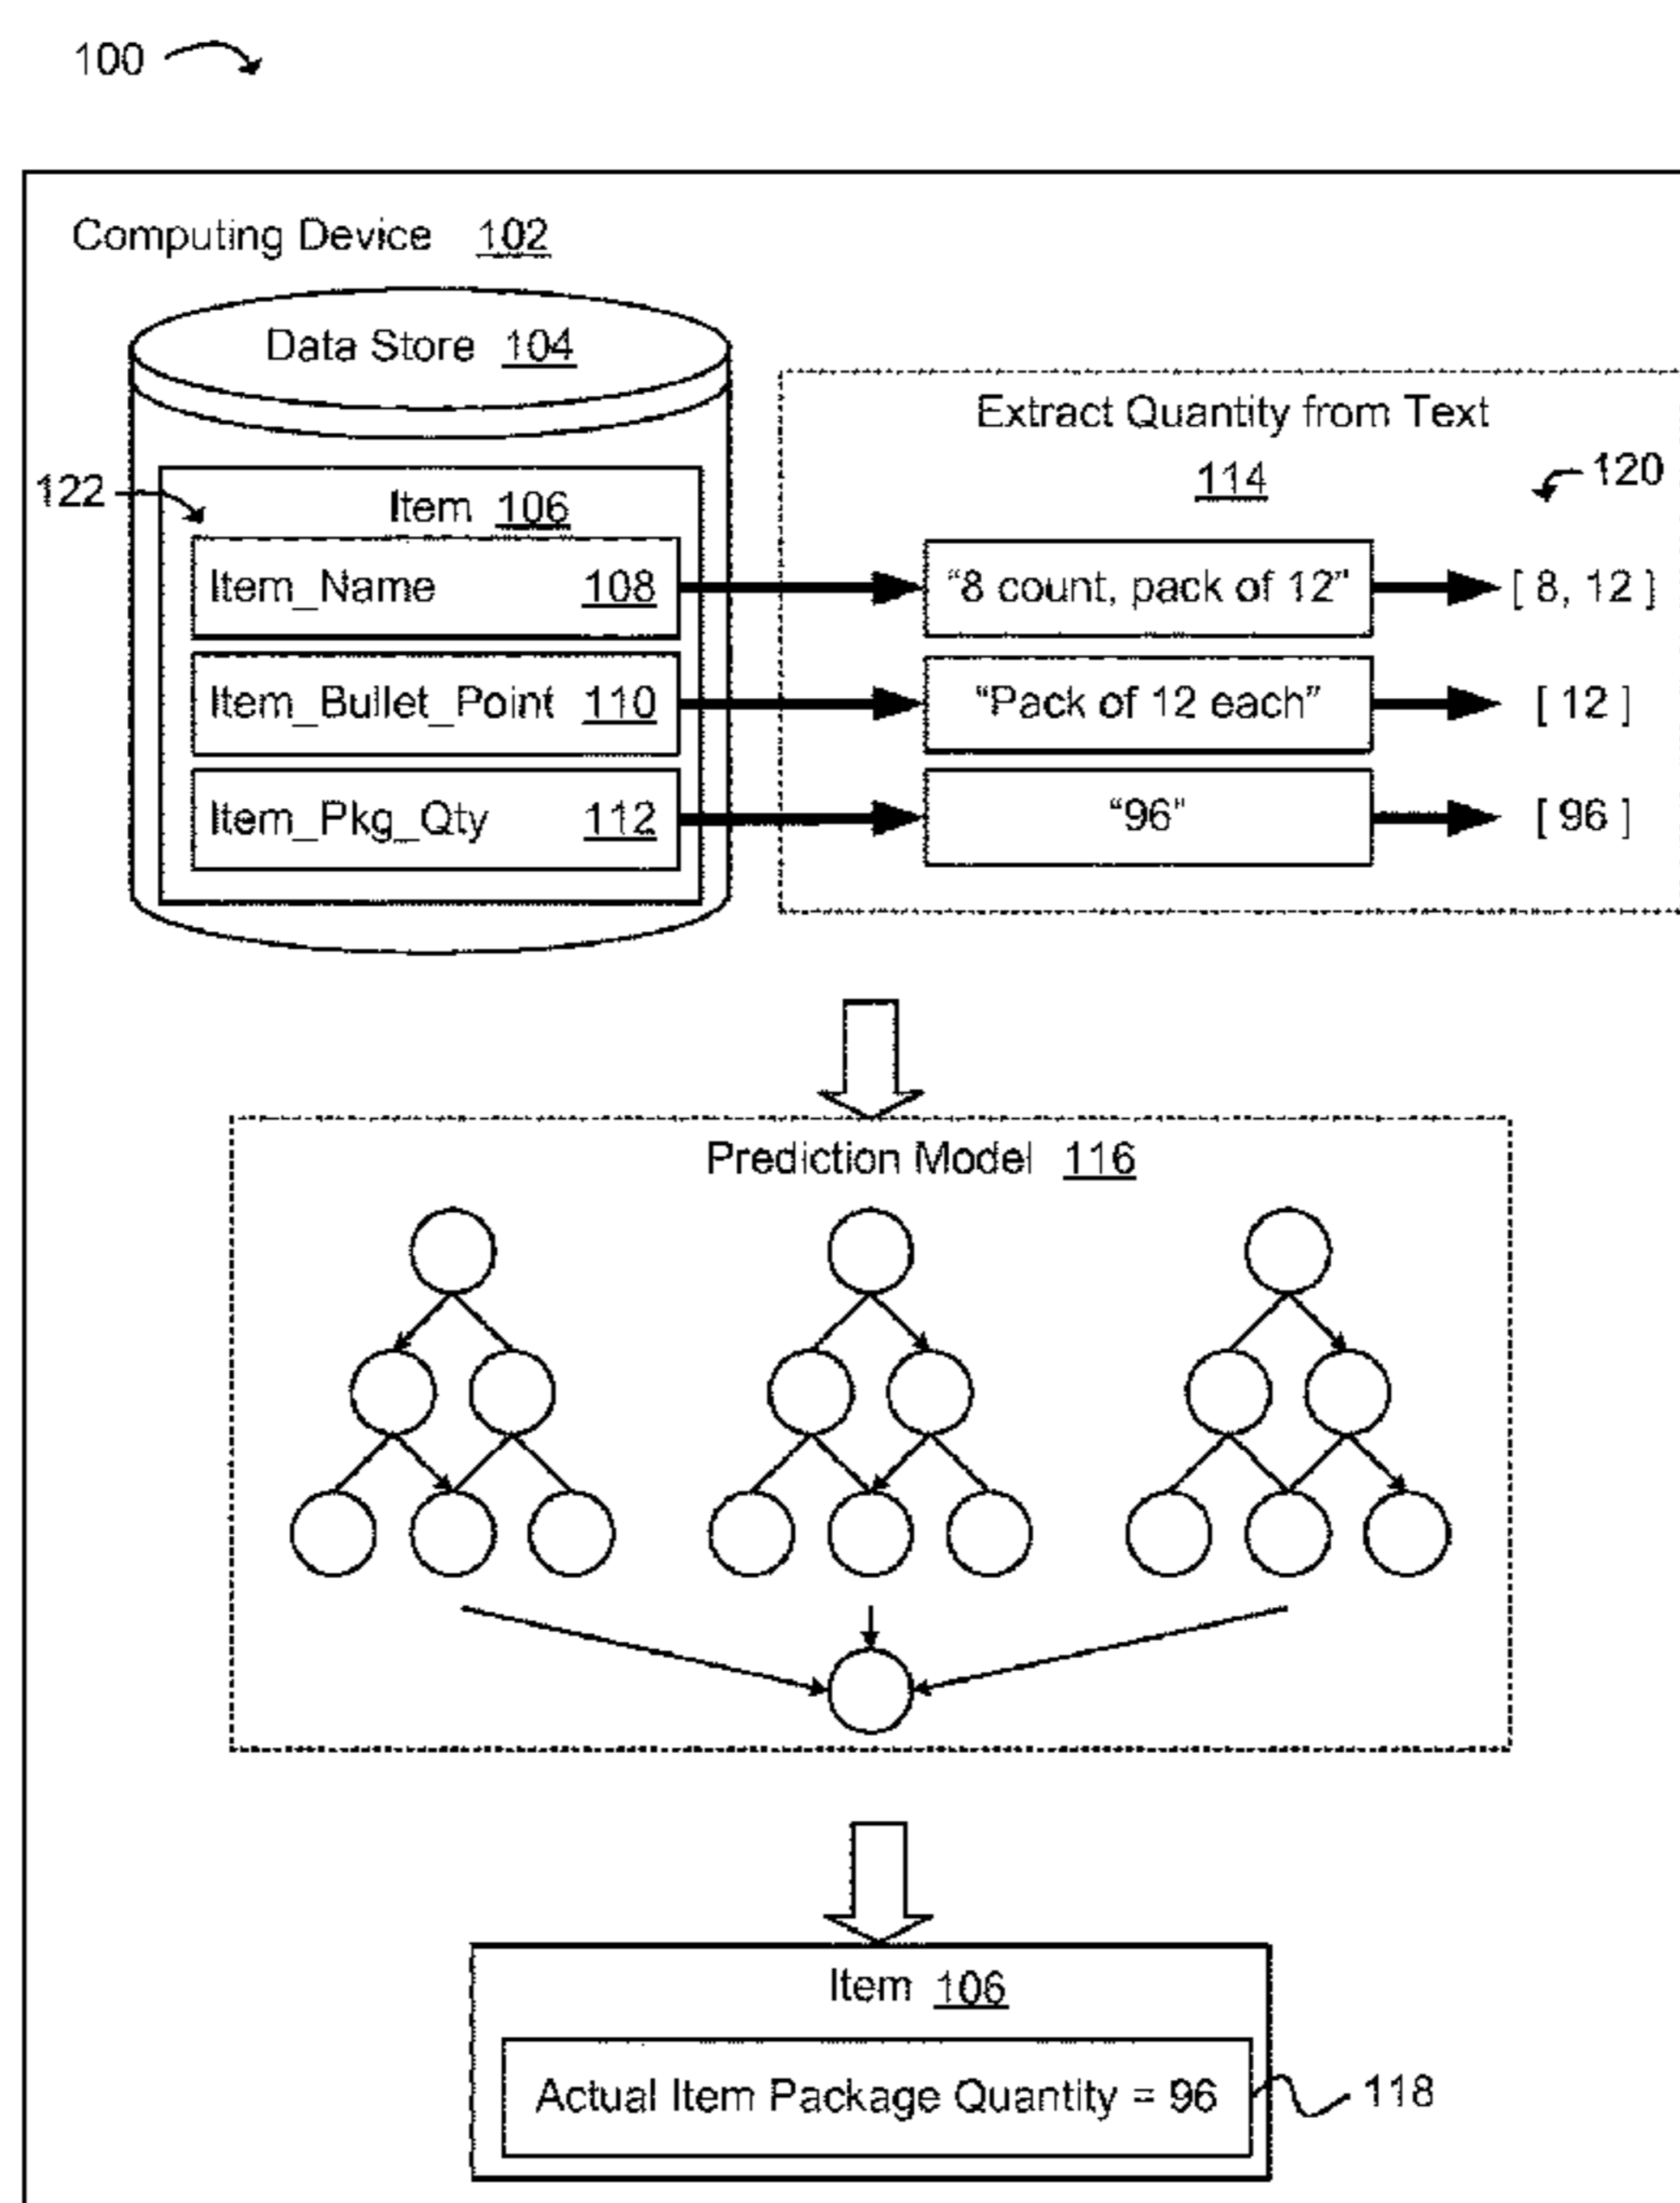 100
Computing Device 102
Data Store 104
Extract Quantity from Text
114
120
122
Item 106
Item_Name 108
"8 count, pack of 12"
[ 8, 12 ]
Item_Bullet_Point 110
"Pack of 12 each"
[ 12 ]
Item_Pkg_Qty 112
"96"
[ 96 ]
Prediction Model 116
Item 106
Actual Item Package Quantity = 96
118